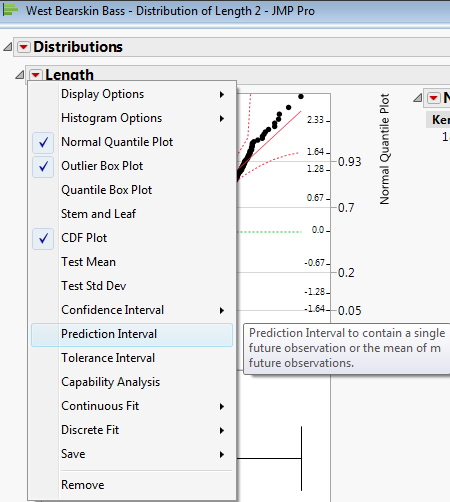 West Bearskin Bass - Distribution of Length 2 - JMP Pro
Distributions
Length
Display Options
Histogram Options
Normal Quantile Plot
Outlier Box Plot
Quantile Box Plot
Stem and Leaf
CDF Plot
Test Mean
Test Std Dev
Confidence Interval
Prediction Interval
Tolerance Interval
Capability Analysis
Continuous Fit
Discrete Fit
Save
Remove
2.33
1.64
1.28
0.67
0.0
-0.67
-1.28
-1.64
0.93
0.7
0.2
0.05
Normal Quantile Plot
Prediction Interval to contain a single
future observation or the mean of m
future observations.
N
Ker